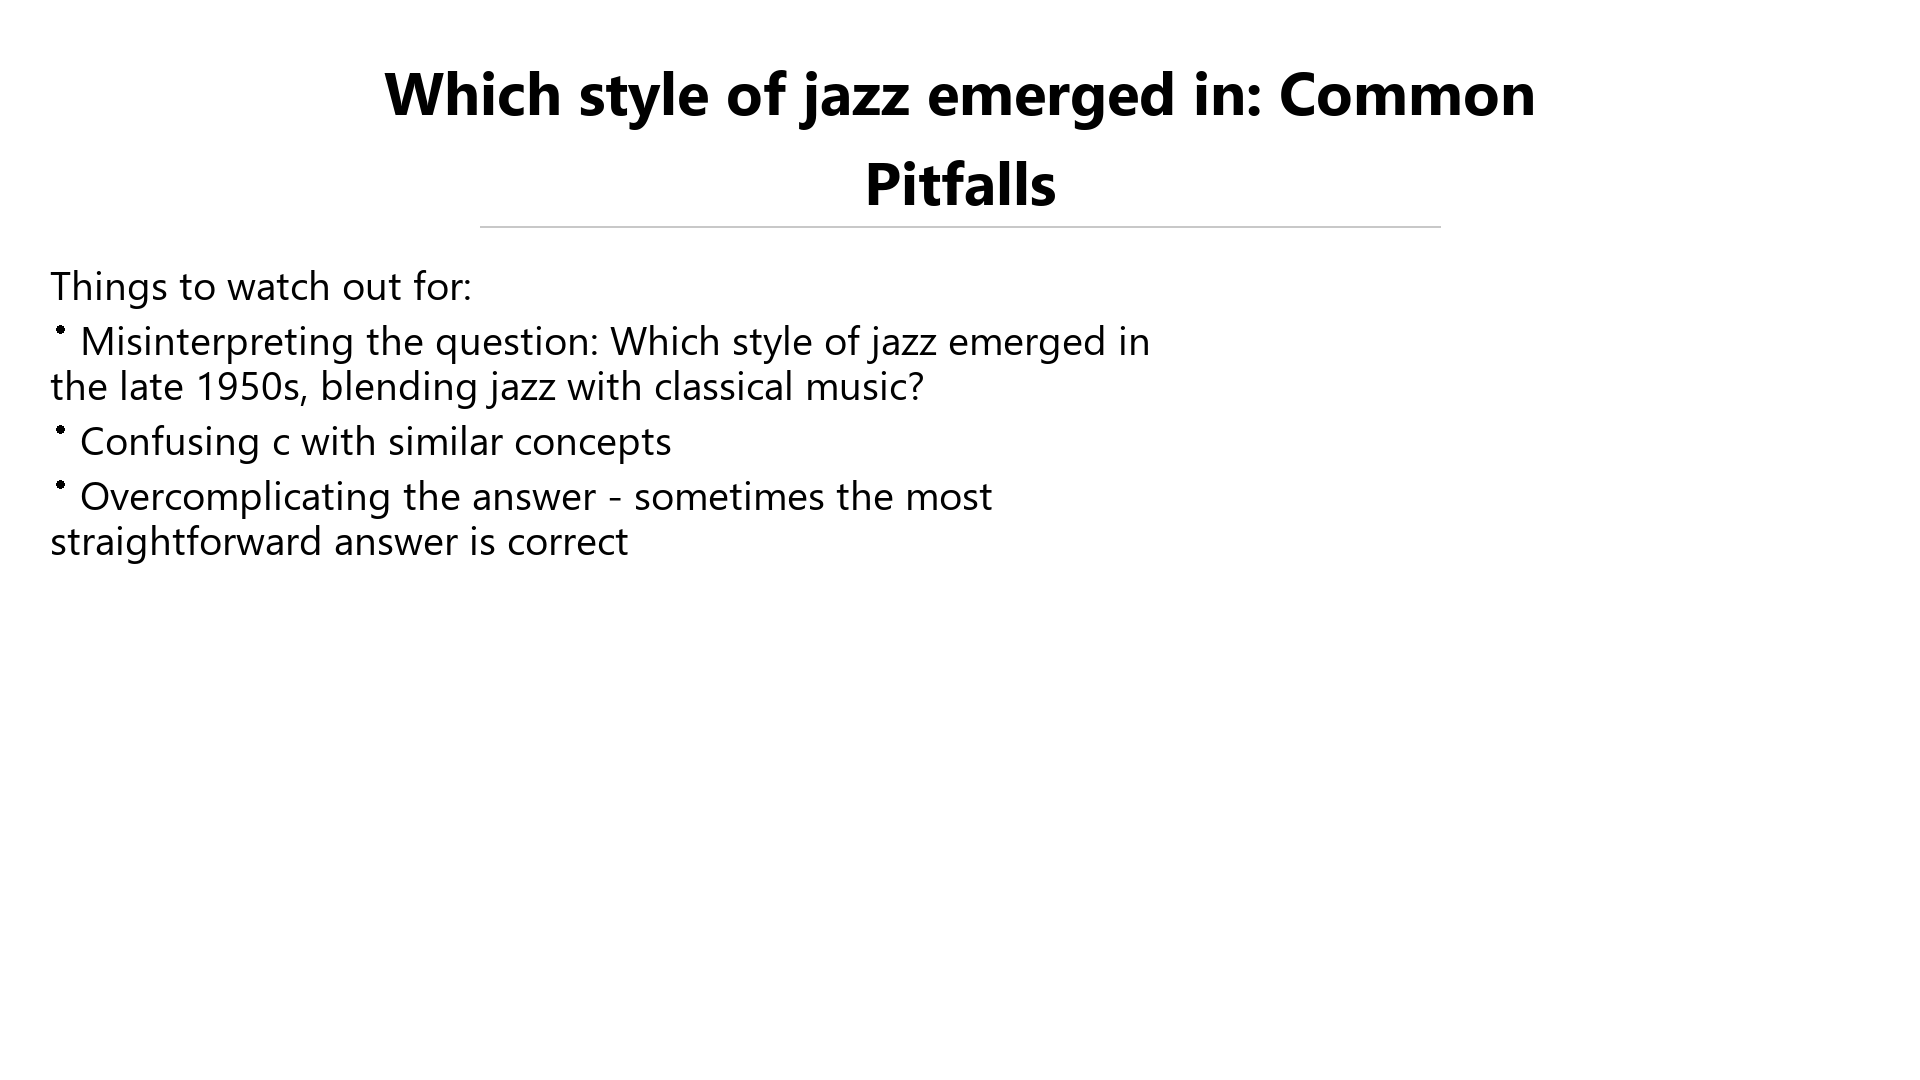 Which style of jazz emerged in: Common
Pitfalls
Things to watch out for:
• Misinterpreting the question: Which style of jazz emerged in
the late 1950s, blending jazz with classical music?
• Confusing c with similar concepts
• Overcomplicating the answer - sometimes the most
straightforward answer is correct